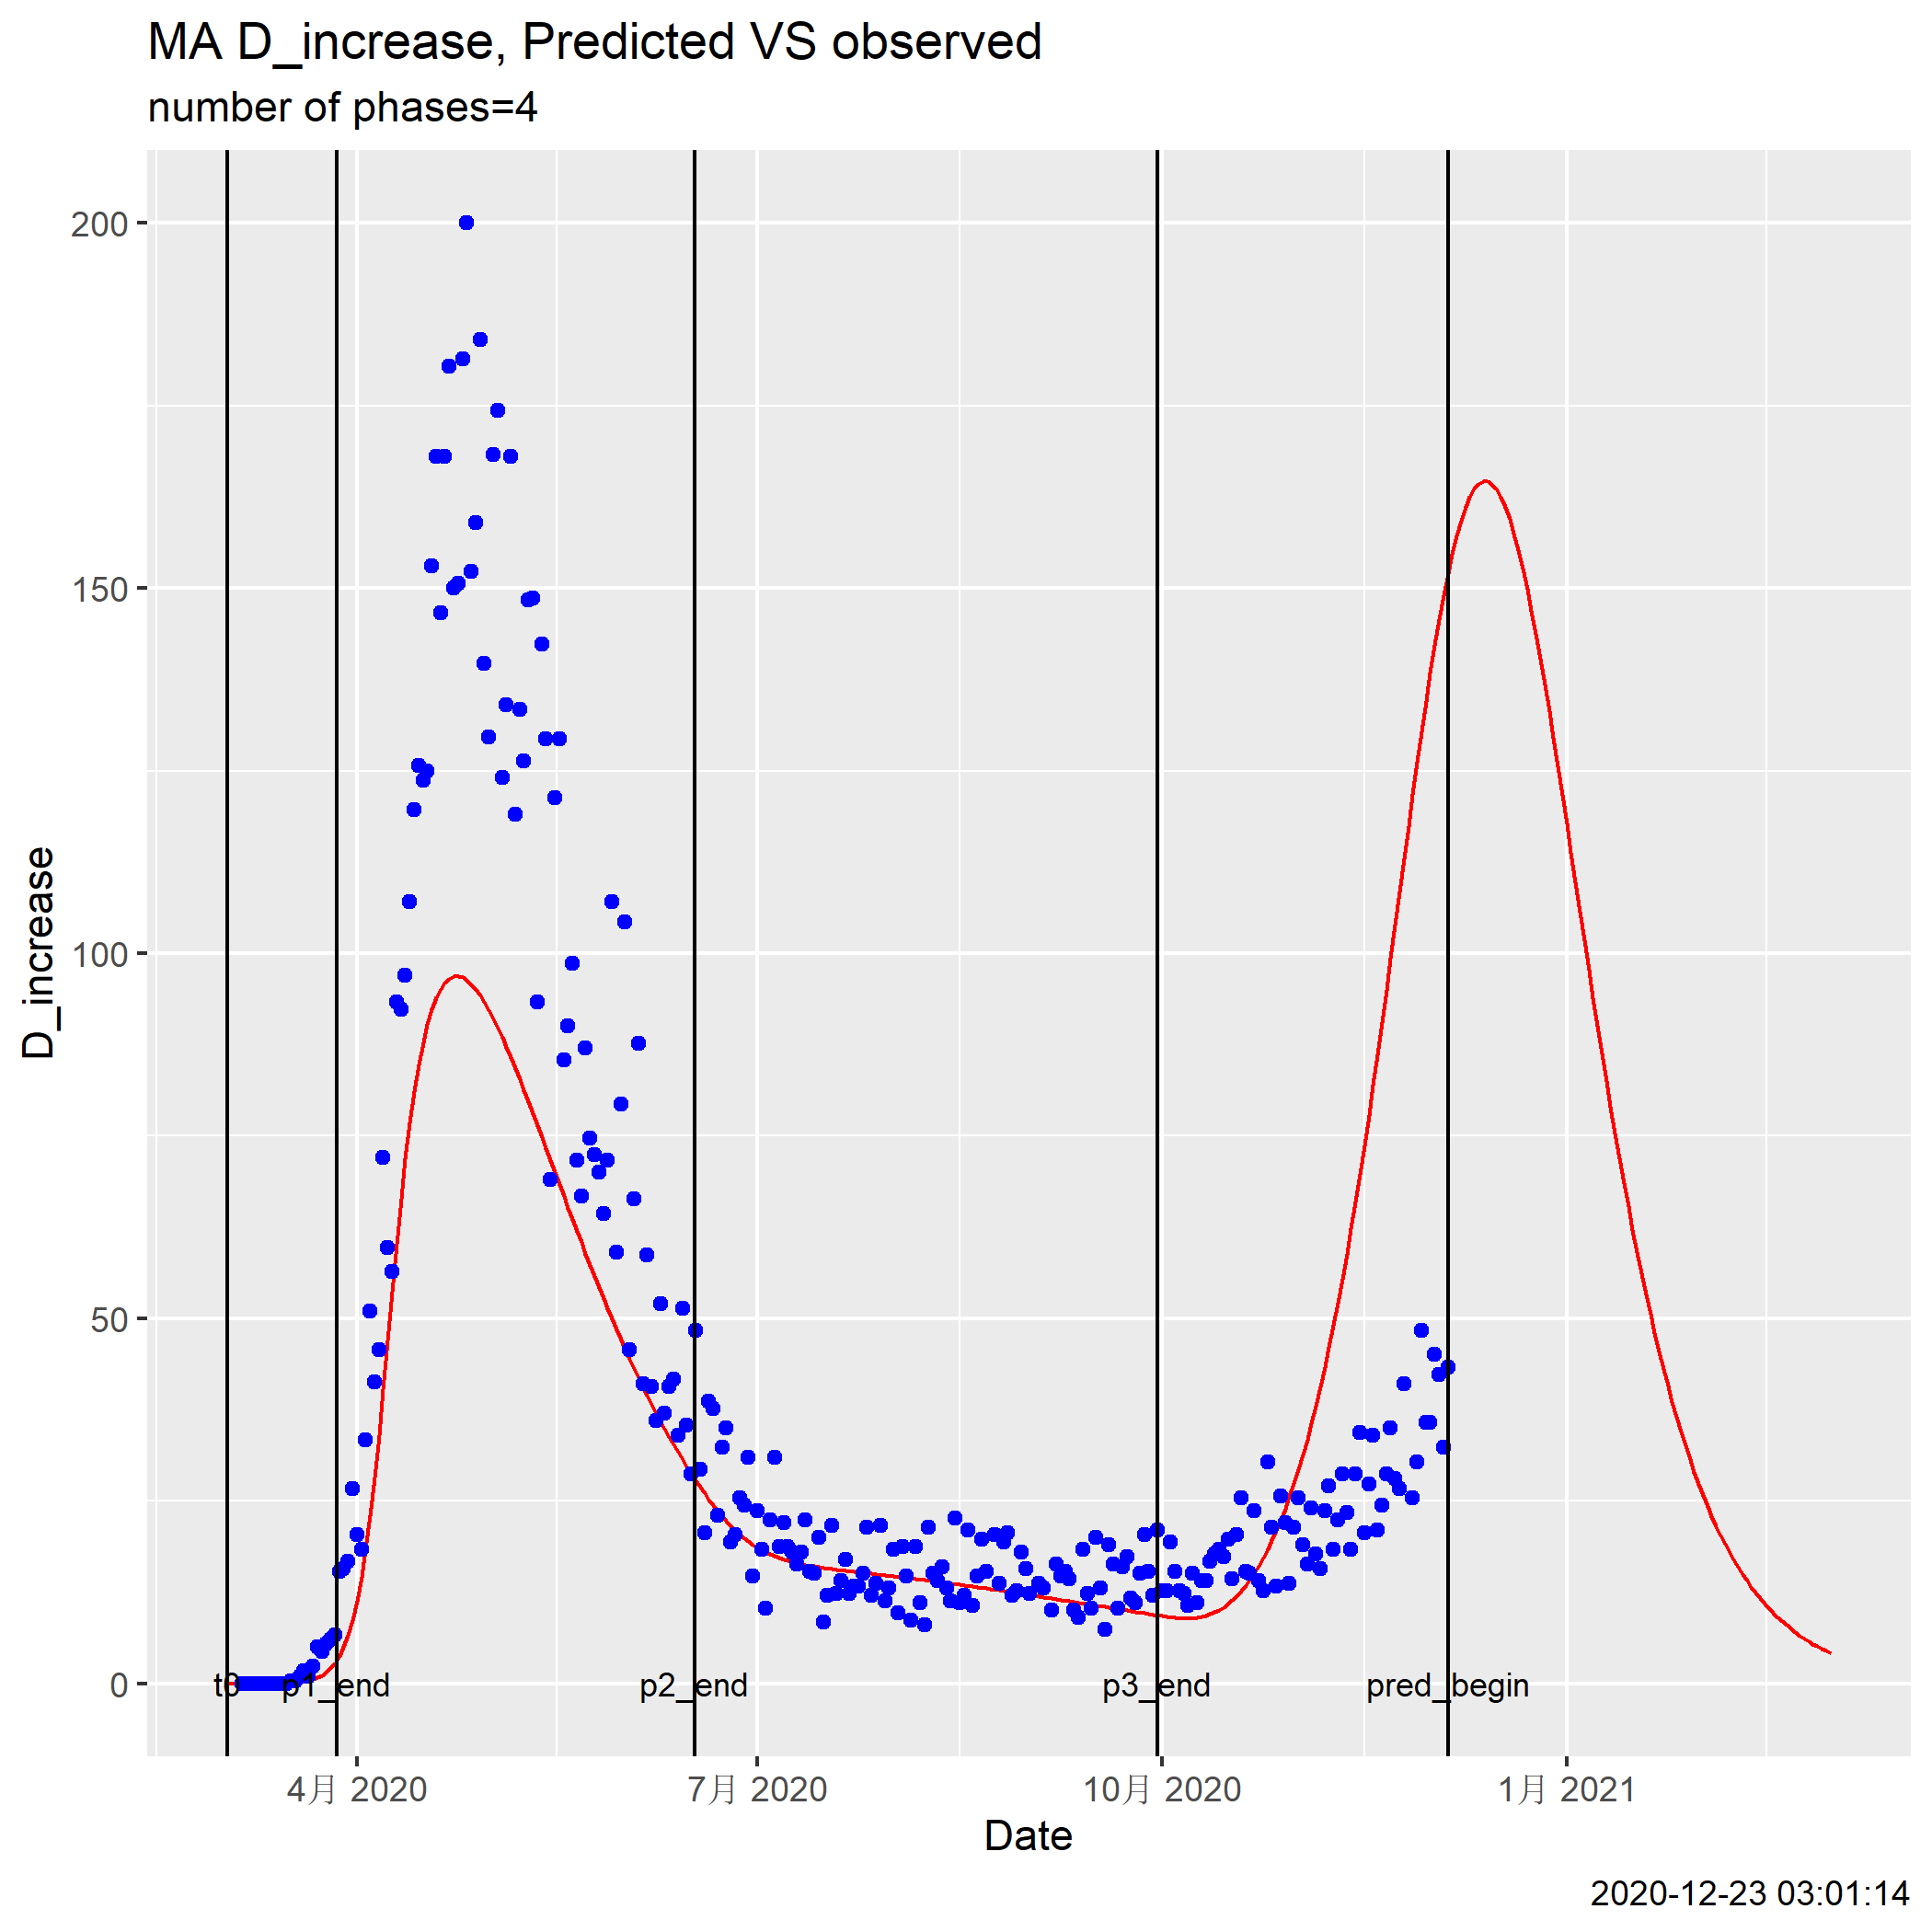 MA D_increase, Predicted VS observed
number of phases=4
D_increase
200
150
100
50
0
t0 p1_end p2_end p3_end pred_begin
4月 2020 7月 2020 10月 2020 1月 2021
Date
2020-12-23 03:01:14